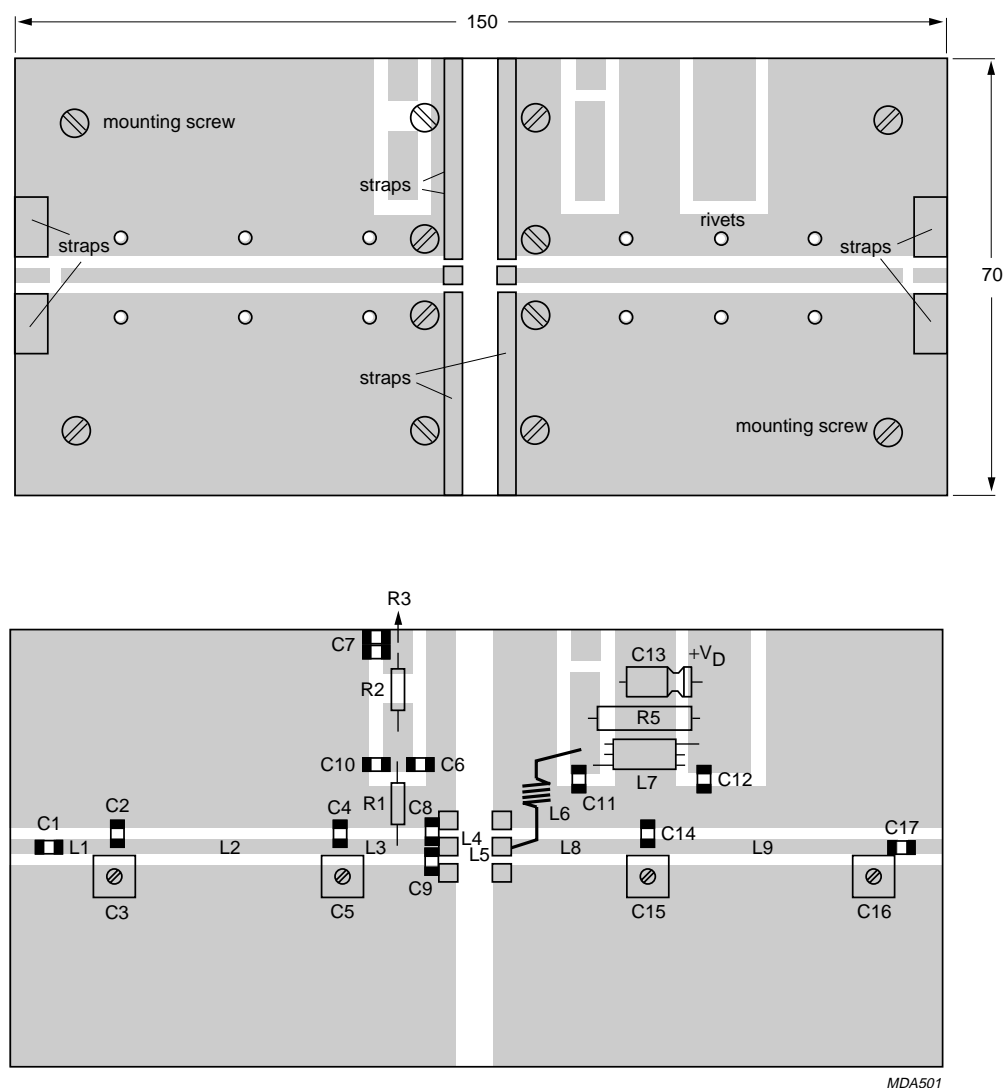 150
mounting screw
straps
rivets
straps
straps
70
straps
mounting screw
R3
C7
C13
+VD
R2
R5
C10
C6
L7
C12
C11
L6
R1
C8
C2
C4
C1
L4
C14
C17
L1
L2
L3
L5
L8
L9
C9
C3
C5
C15
C16
MDA501